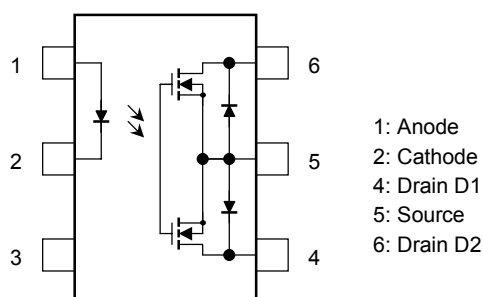 1
2
3
6
5
4
1: Anode
2: Cathode
4: Drain D1
5: Source
6: Drain D2